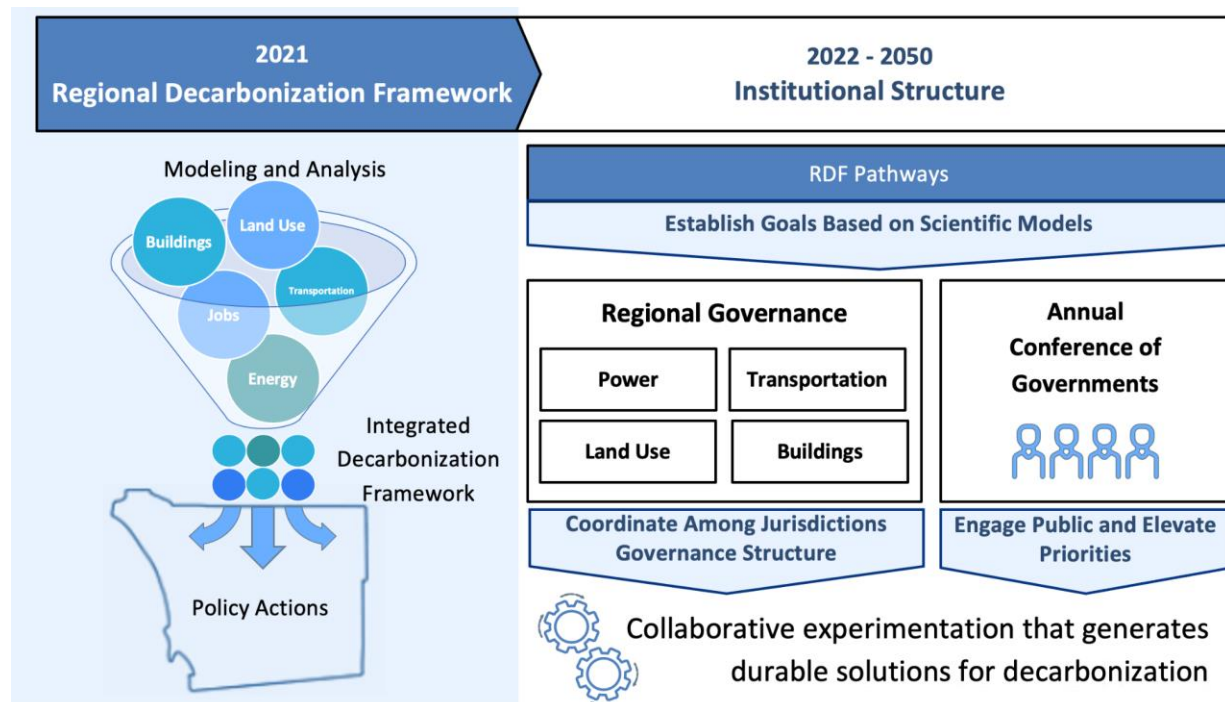 2021
Regional Decarbonization Framework
2022 - 2050
Institutional Structure
Modeling and Analysis
Buildings
Land Use
Transportation
Jobs
Energy
Integrated
Decarbonization
Framework
Policy Actions
RDF Pathways
Establish Goals Based on Scientific Models
Regional Governance
Power
Transportation
Land Use
Buildings
Annual
Conference of
Governments
Coordinate Among Jurisdictions
Governance Structure
Engage Public and Elevate
Priorities
Collaborative experimentation that generates
durable solutions for decarbonization